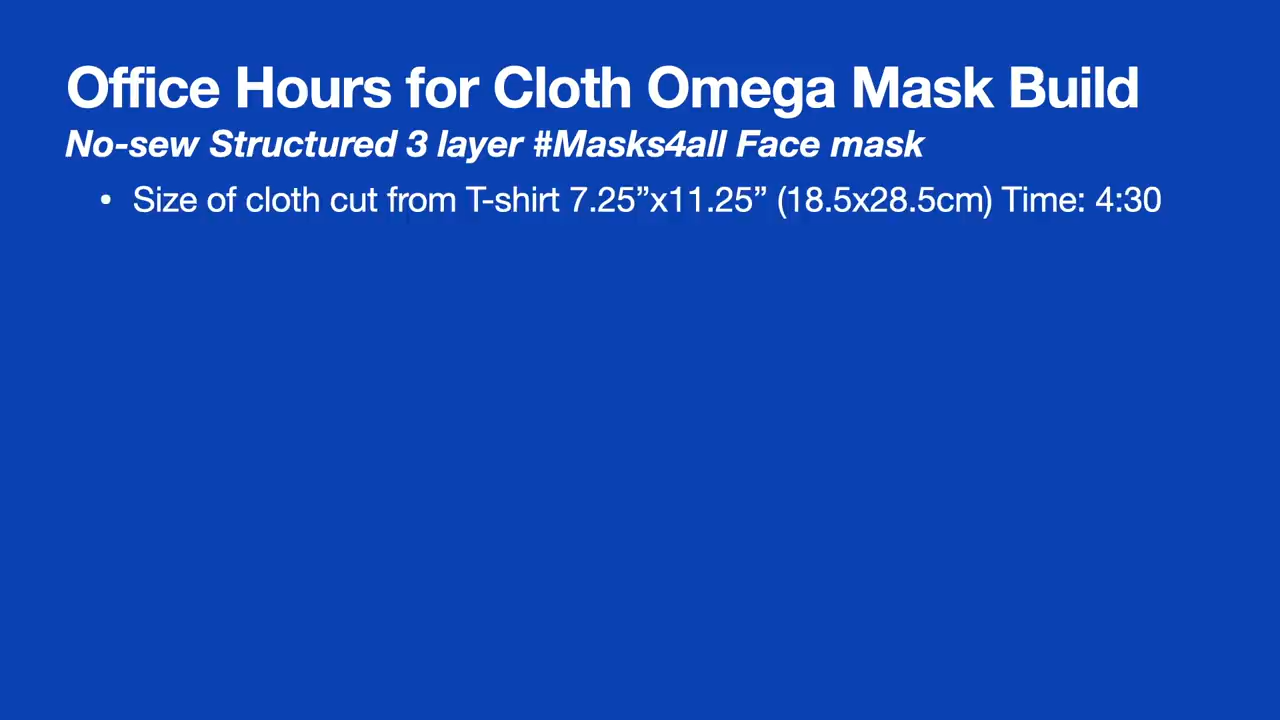 Office Hours for Cloth Omega Mask Build
No-sew Structured 3 layer #Masks4all Face mask
• Size of cloth cut from T-shirt 7.25”x11.25” (18.5x28.5cm) Time: 4:30